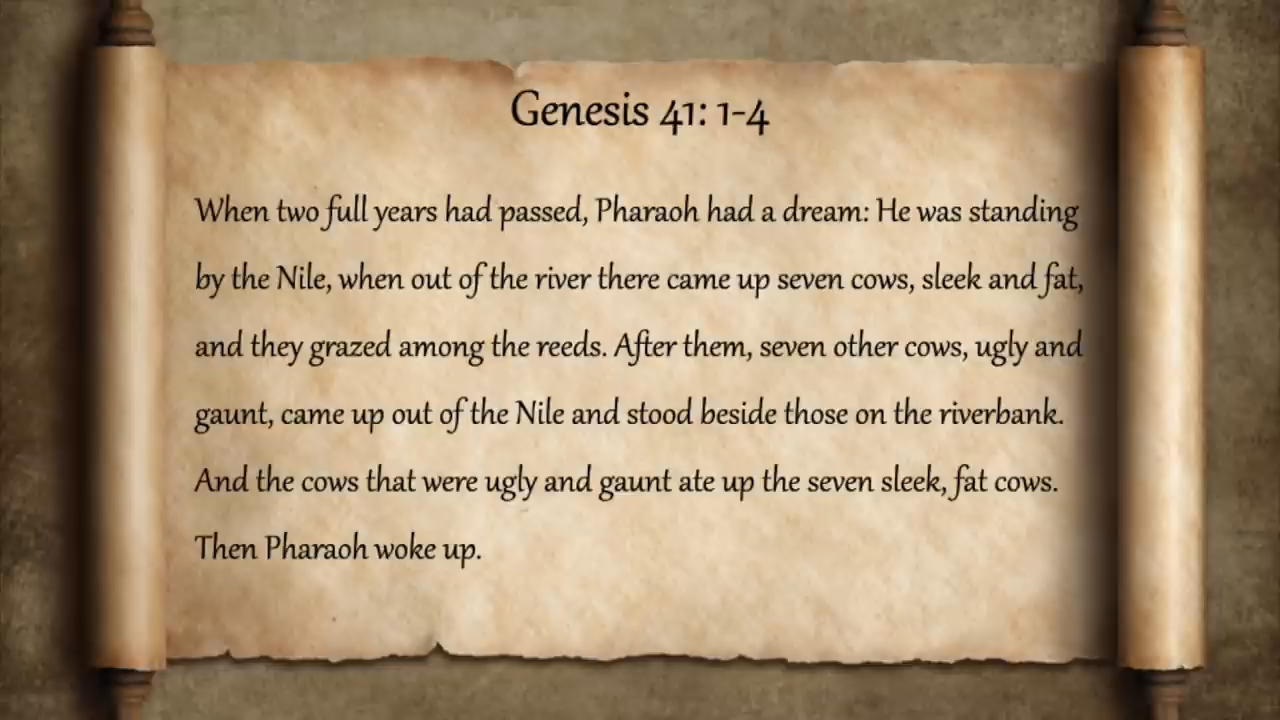 Genesis 41: 1-4
When two full years had passed, Pharaoh had a dream: He was standing
by the Nile, when out of the river there came up seven cows, sleek and fat,
and they grazed among the reeds. After them, seven other cows, ugly and
gaunt, came up out of the Nile and stood beside those on the riverbank.
And the cows that were ugly and gaunt ate up the seven sleek, fat cows.
Then Pharaoh woke up.